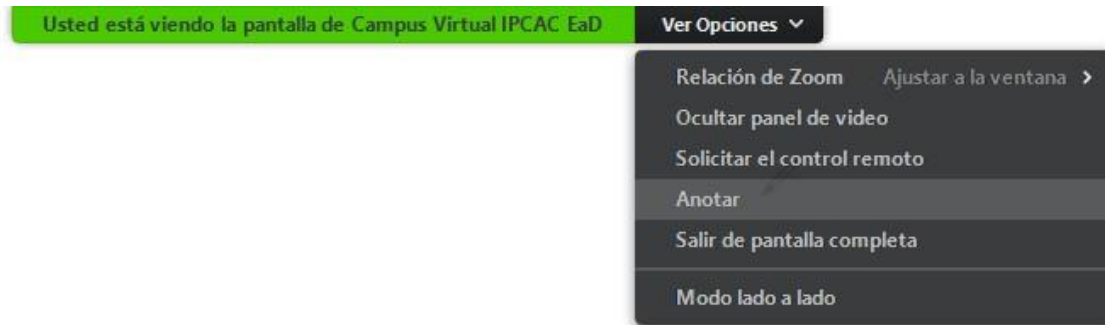 Usted está viendo la pantalla de Campus Virtual IPCAC EaD Ver Opciones
Relación de Zoom Ajustar a la ventana
Ocultar panel de video
Solicitar el control remoto
Anotar
Salir de pantalla completa
Modo lado a lado